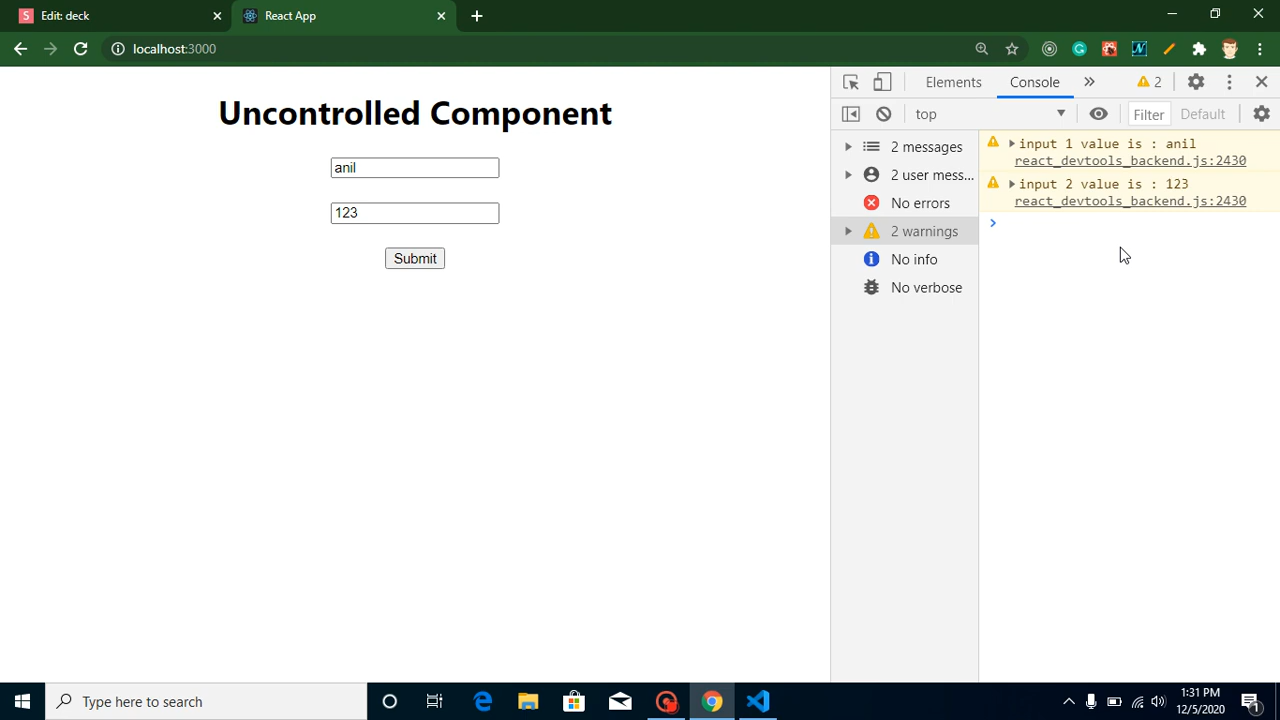 S Edit: deck
React App
localhost:3000
Elements Console 2
top Filter Default
Uncontrolled Component
anil
123
Submit
2 messages
2 user mess...
No errors
2 warnings
No info
No verbose
input 1 value is : anil
react_devtools_backend.js:2430
input 2 value is : 123
react_devtools_backend.js:2430
Type here to search
1:31 PM
12/5/2020
1